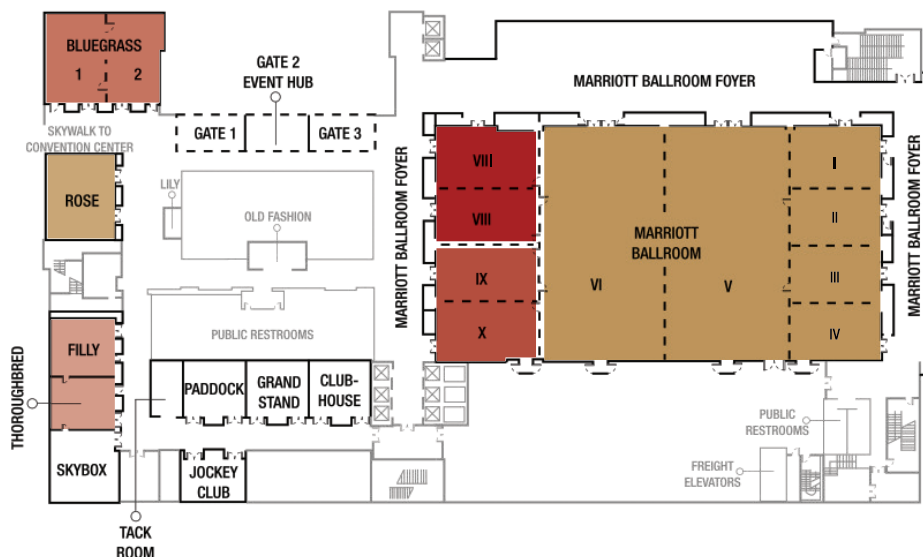 BLUEGRASS
1 2
GATE 2
EVENT HUB
GATE 1
GATE 3
SKYWALK TO
CONVENTION CENTER
ROSE
LILY
OLD FASHION
PUBLIC RESTROOMS
FILLY
THOROUGHBRED
SKYBOX
PADDOCK
GRAND
STAND
CLUB-
HOUSE
JOCKEY
CLUB
TACK
ROOM
MARRIOTT BALLROOM FOYER
MARRIOTT BALLROOM FOYER
VIII
VIII
IX
X
MARRIOTT
BALLROOM
VI
V
I
II
III
IV
MARRIOTT BALLROOM FOYER
PUBLIC
RESTROOMS
FREIGHT
ELEVATORS